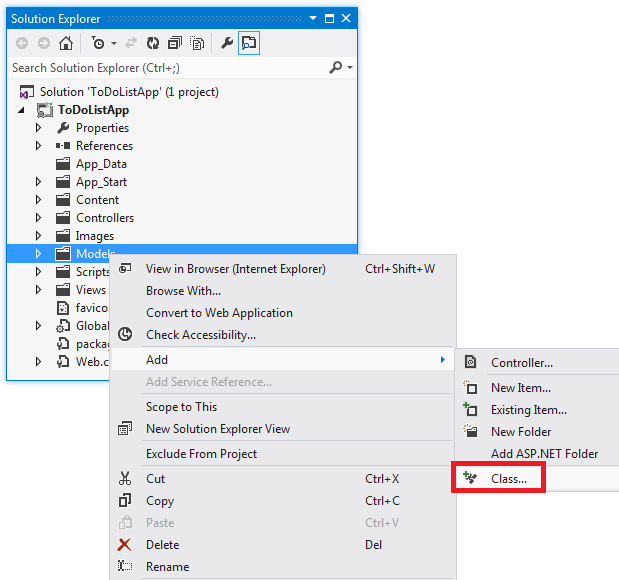 Solution Explorer
Search Solution Explorer (Ctrl+;)
Solution 'ToDoListApp' (1 project)
ToDoListApp
Properties
References
App_Data
App_Start
Content
Controllers
Images
Models
Scripts
Views
favico
Global
packa
Web.c
View in Browser (Internet Explorer) Ctrl+Shift+W
Browse With...
Convert to Web Application
Check Accessibility...
Add
Add Service Reference...
Scope to This
New Solution Explorer View
Exclude From Project
Cut Ctrl+X
Copy Ctrl+C
Paste Ctrl+V
Delete Del
Rename
Controller...
New Item...
Existing Item...
New Folder
Add ASP.NET Folder
Class...